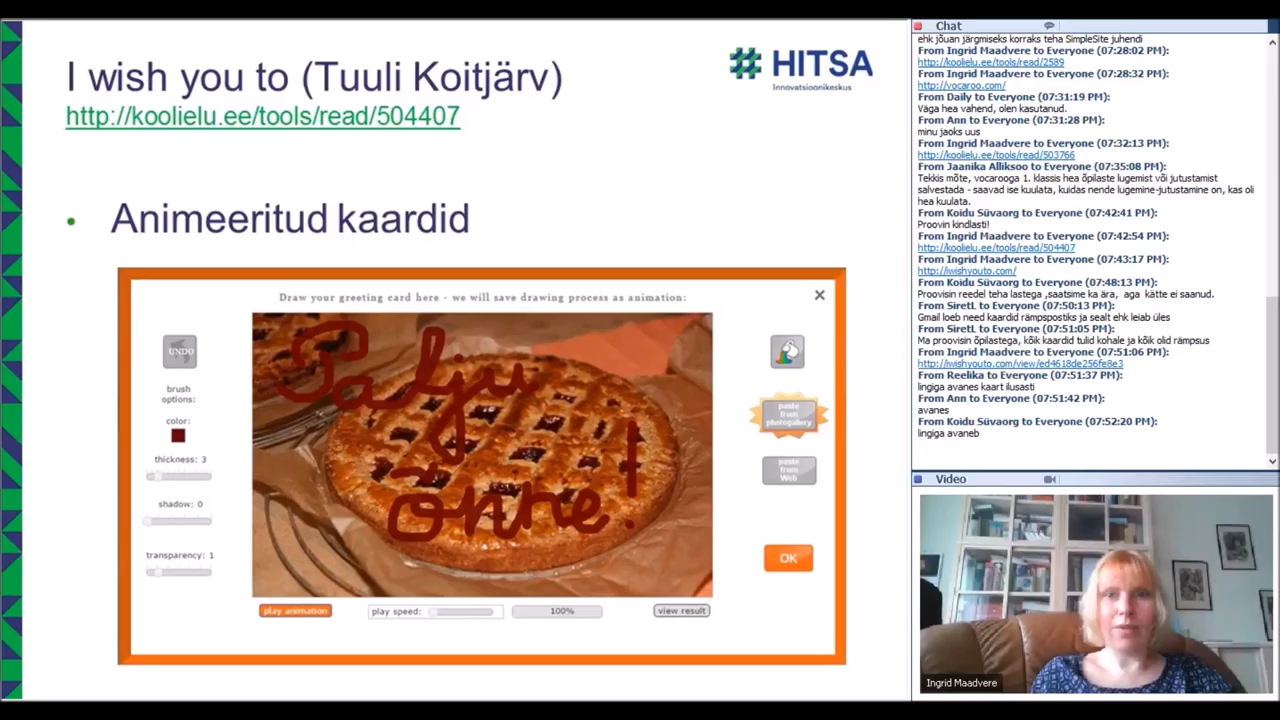 I wish you to (Tuuli Koitjärv)
http://koolielu.ee/tools/read/504407
HITSA
Innovatsioonikeskus
• Animeeritud kaardid
Draw your greeting card here - we will save drawing process as animation:
UNDO
brush
options:
color:
thickness: 3
shadow: 0
transparency: 1
Palju
õnne!
paste
from
photogallery
paste
from
Web
OK
play animation
play speed:
100%
view result
Chat
ehk jõuan järgmiseks korraks teha SimpleSite juhendi
From Ingrid Maadvere to Everyone (07:28:02 PM):
http://koolielu.ee/tools/read/2589
From Ingrid Maadvere to Everyone (07:28:32 PM):
http://vocaroo.com/
From Daily to Everyone (07:31:19 PM):
Väga hea vahend, olen kasutanud.
From Ann to Everyone (07:31:28 PM):
minu jaoks uus
From Ingrid Maadvere to Everyone (07:32:13 PM):
http://koolielu.ee/tools/read/503766
From Jaanika Alliksoo to Everyone (07:35:08 PM):
Tekkis mõte, vocarooga 1. klassis hea õpilaste lugemist või jutustamist
salvestada - saavad ise kuulata, kuidas nende lugemine-jutustamine on, kas oli
hea kuulata.
From Koidu Süvaorg to Everyone (07:42:41 PM):
Proovin kindlasti!
From Ingrid Maadvere to Everyone (07:42:54 PM):
http://koolielu.ee/tools/read/504407
From Ingrid Maadvere to Everyone (07:43:17 PM):
http://iwishyouto.com/
From Koidu Süvaorg to Everyone (07:48:13 PM):
Proovisin reedel teha lastega ,saatsime ka ära, aga kätte ei saanud.
From SiretL to Everyone (07:50:13 PM):
Gmail loeb need kaardid rämpspostiks ja sealt ehk leiab üles
From SiretL to Everyone (07:51:05 PM):
Ma proovisin õpilastega, kõik kaardid tulid kohale ja kõik olid rämpsus
From Ingrid Maadvere to Everyone (07:51:06 PM):
http://iwishyouto.com/view/ed4618de256fe8e3
From Reelika to Everyone (07:51:37 PM):
lingiga avanes kaart ilusasti
From Ann to Everyone (07:51:42 PM):
avanes
From Koidu Süvaorg to Everyone (07:52:20 PM):
lingiga avaneb
Video
Ingrid Maadvere